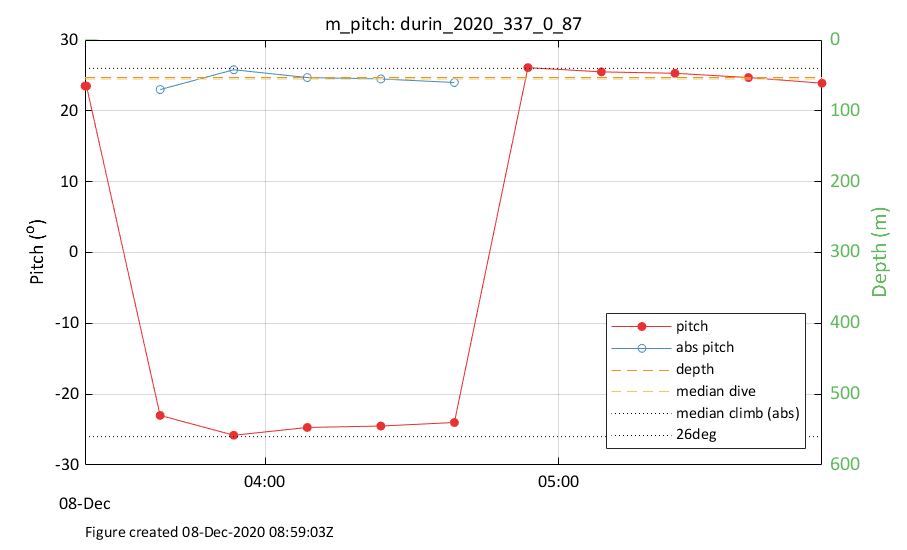 m_pitch: durin_2020_337_0_87
30
20
10
0
-10
-20
-30
Pitch (º)
0
100
200
300
400
500
600
Depth (m)
pitch
abs pitch
depth
median dive
median climb (abs)
26deg
04:00
05:00
08-Dec
Figure created 08-Dec-2020 08:59:03Z